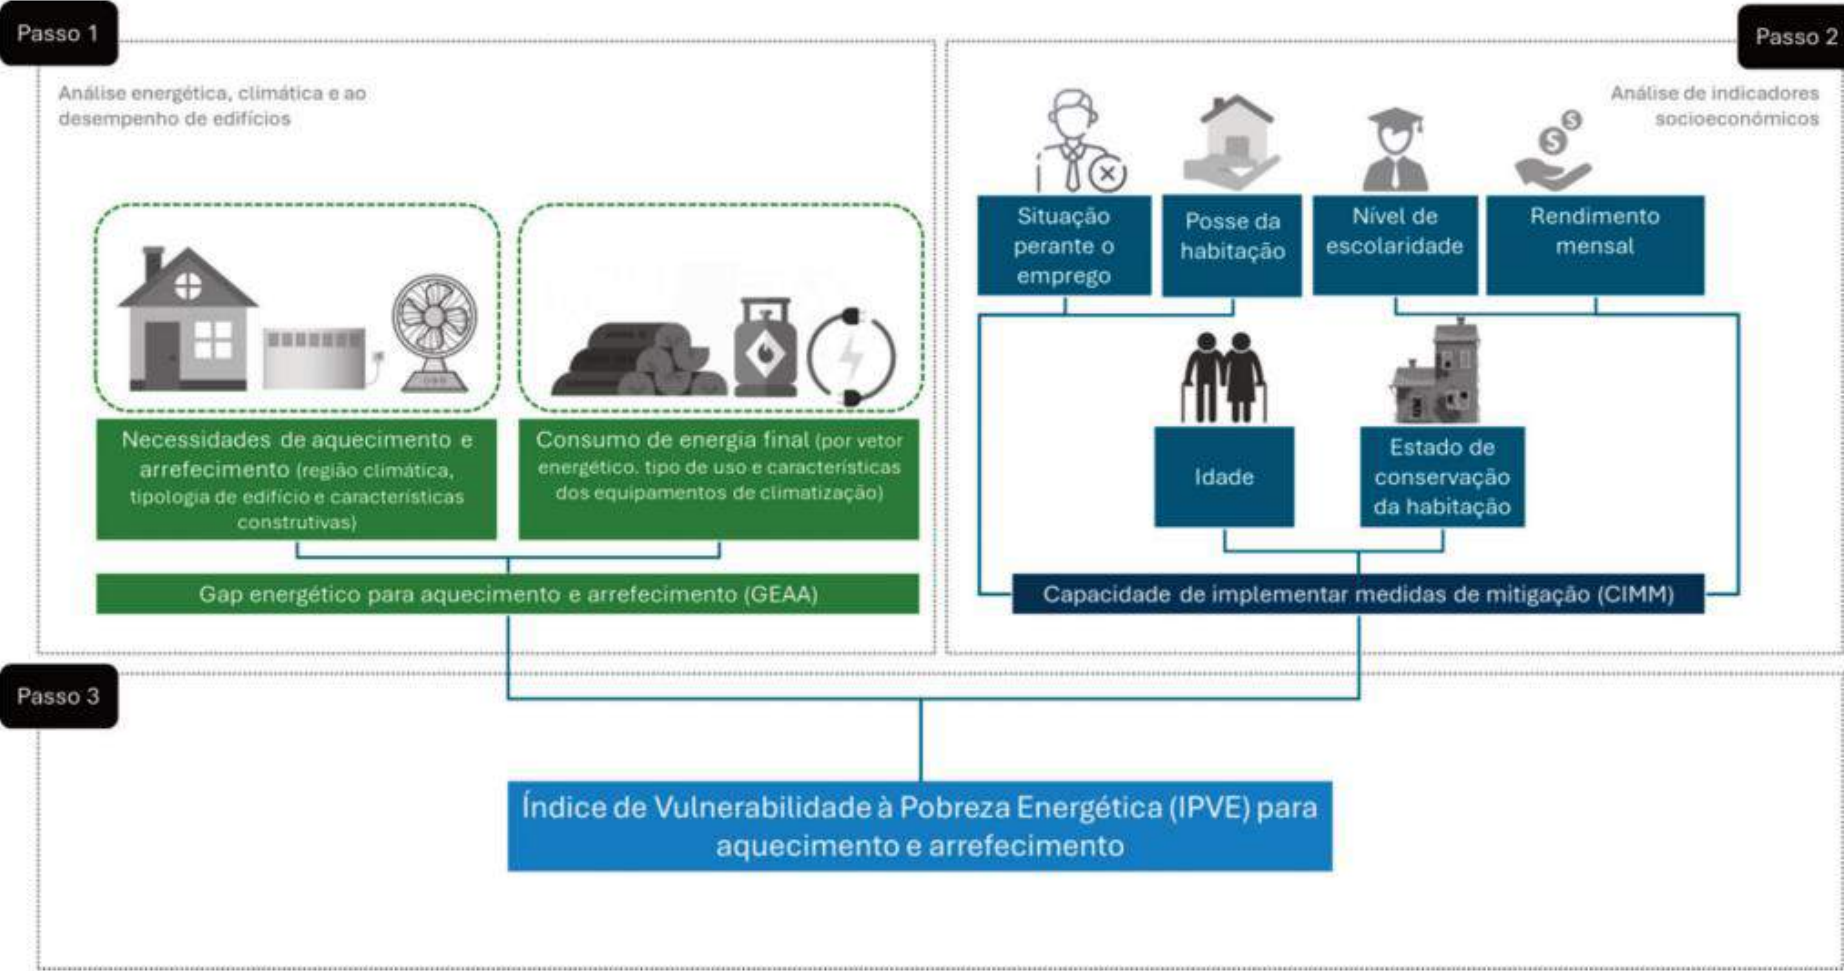 Passo 1
Análise energética, climática e ao
desempenho de edifícios
Necessidades de aquecimento e
arrefecimento (região climática,
tipologia de edifício e características
construtivas)
Consumo de energia final (por vetor
energético. tipo de uso e características
dos equipamentos de climatização)
Gap energético para aquecimento e arrefecimento (GEAA)
Passo 2
Análise de indicadores
socioeconómicos
Situação
perante o
emprego
Posse da
habitação
Nível de
escolaridade
Rendimento
mensal
Idade
Estado de
conservação
da habitação
Capacidade de implementar medidas de mitigação (CIMM)
Passo 3
Índice de Vulnerabilidade à Pobreza Energética (IPVE) para
aquecimento e arrefecimento